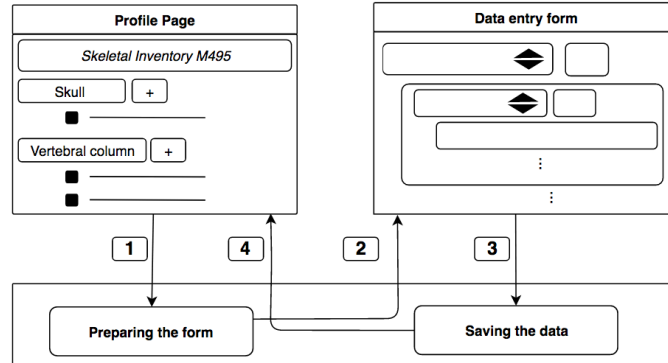 Profile Page
Skeletal Inventory M495
Skull
+
Vertebral column
+
Data entry form
⋮
⋮
1
4
2
3
Preparing the form
Saving the data